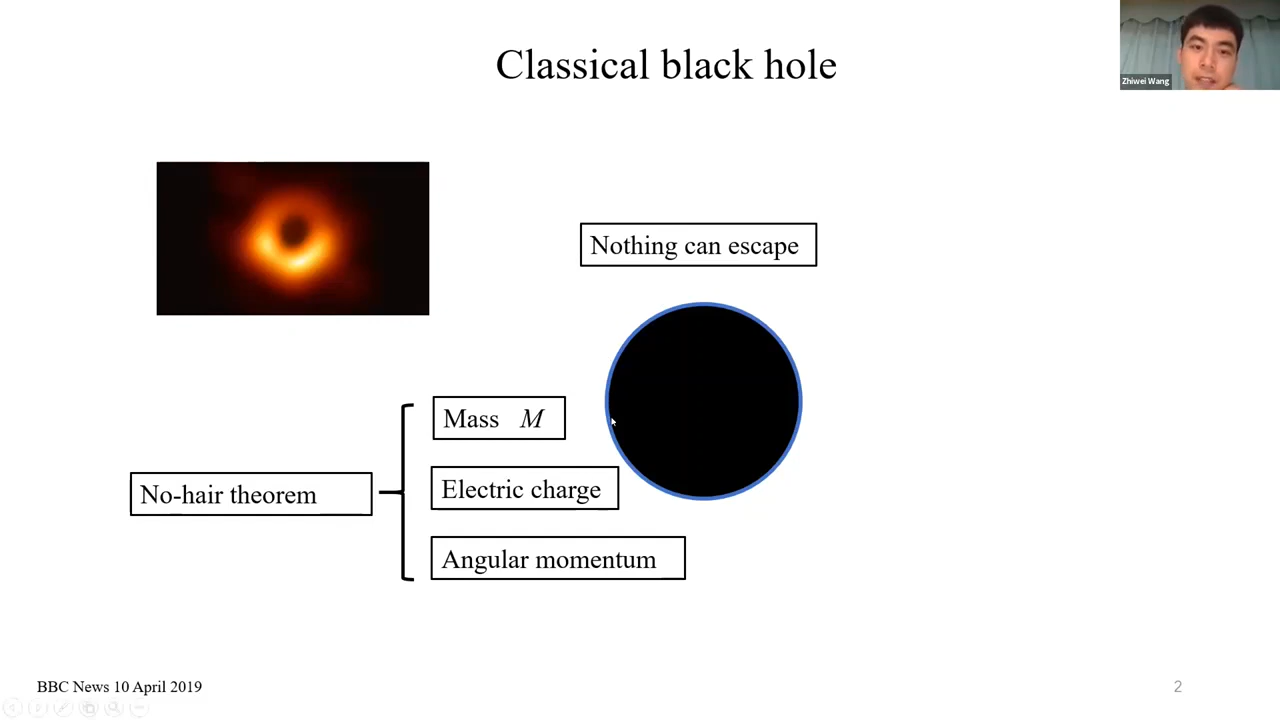 Classical black hole
Zhiwei Wang
Nothing can escape
Mass M
No-hair theorem
Electric charge
Angular momentum
BBC News 10 April 2019
2